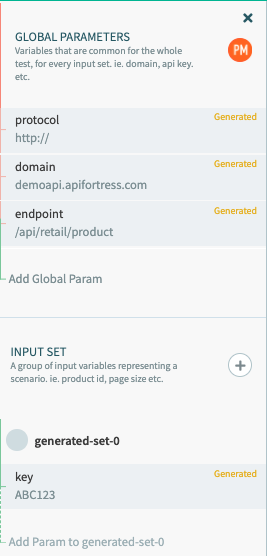 GLOBAL PARAMETERS
Variables that are common for the whole
test, for every input set. ie. domain, api key.
etc.
PM
protocol
Generated
http://
domain
Generated
demoapi.apifortress.com
endpoint
Generated
/api/retail/product
Add Global Param
INPUT SET
A group of input variables representing a
scenario. ie. product id, page size etc.
generated-set-0
key
Generated
ABC123
Add Param to generated-set-0